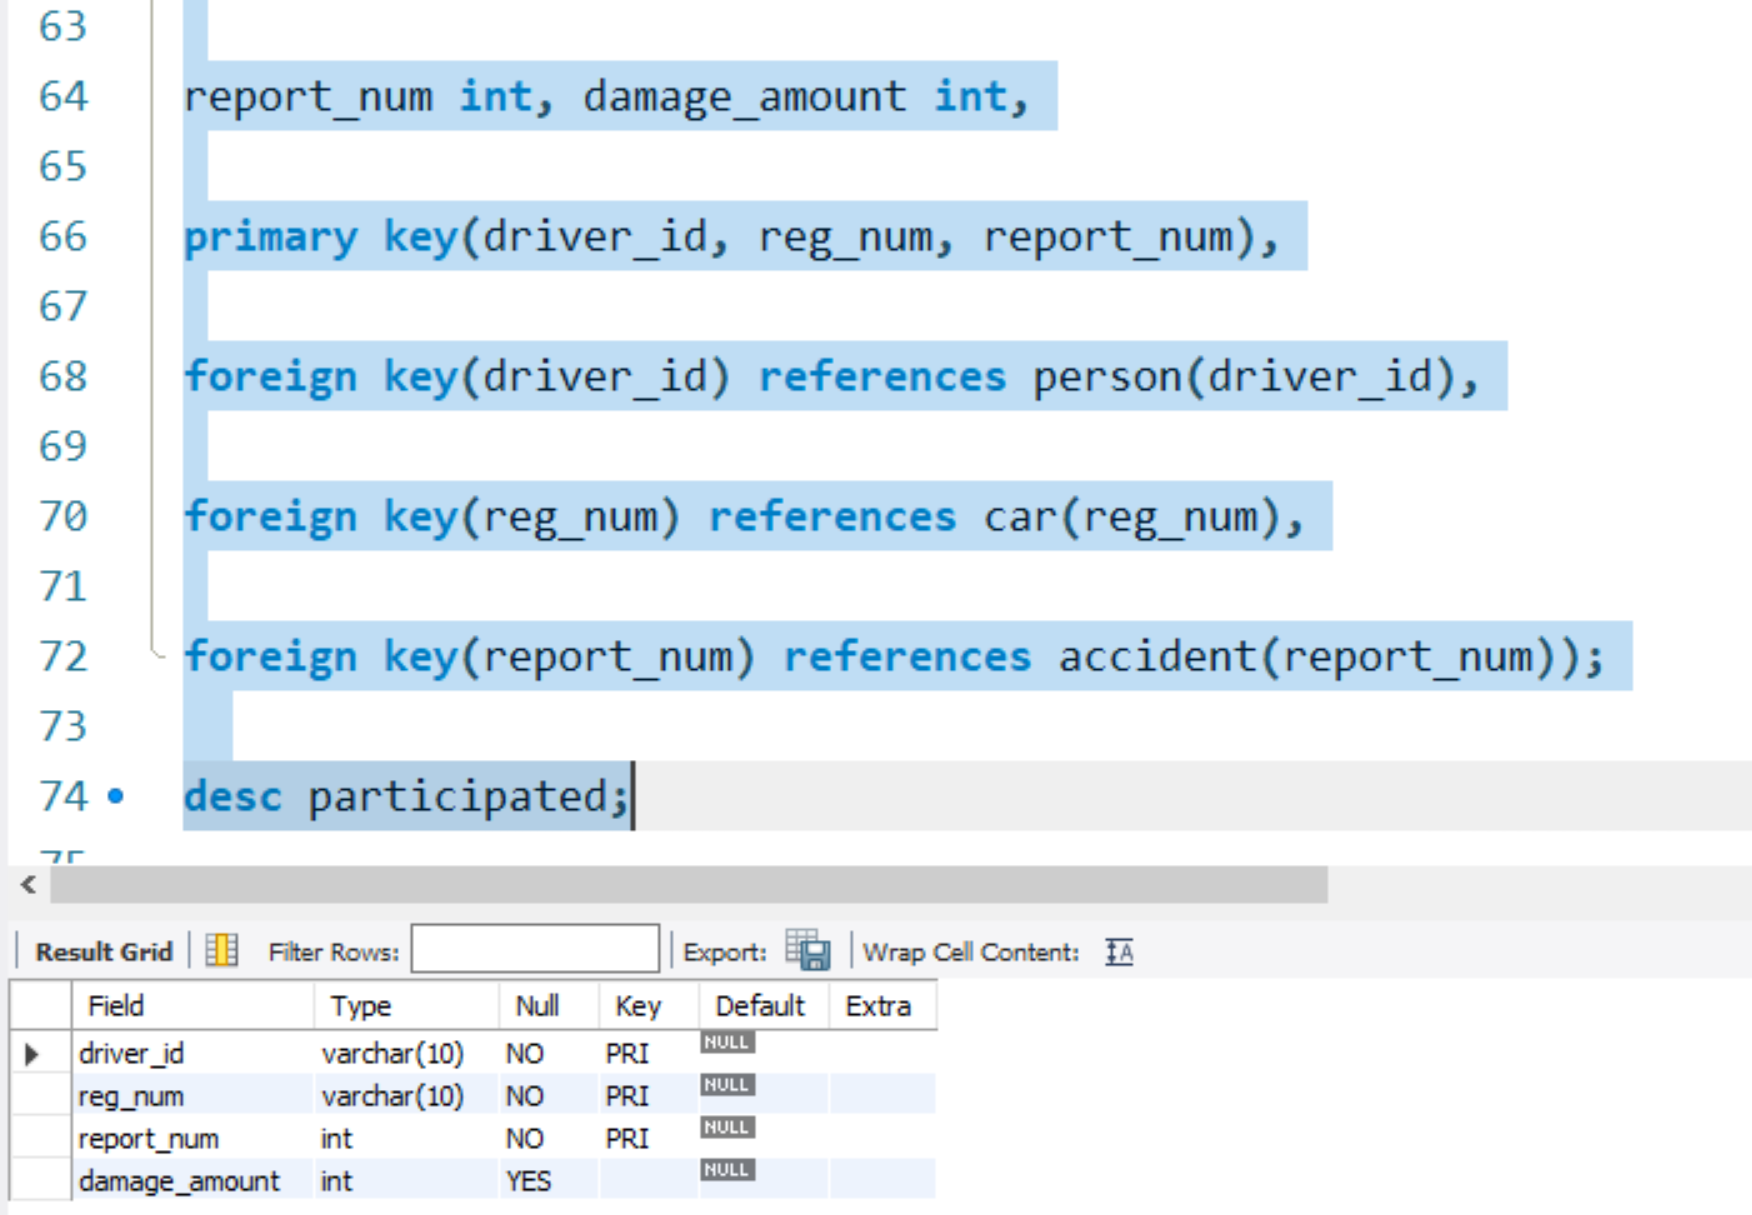 63
64 report_num int, damage_amount int,
65
66 primary key(driver_id, reg_num, report_num),
67
68 foreign key(driver_id) references person(driver_id),
69
70 foreign key(reg_num) references car(reg_num),
71
72 foreign key(report_num) references accident(report_num));
73
74 desc participated;
75
Result Grid Filter Rows: Export: Wrap Cell Content:
Field Type Null Key Default Extra
driver_id varchar(10) NO PRI NULL
reg_num varchar(10) NO PRI NULL
report_num int NO PRI NULL
damage_amount int YES NULL